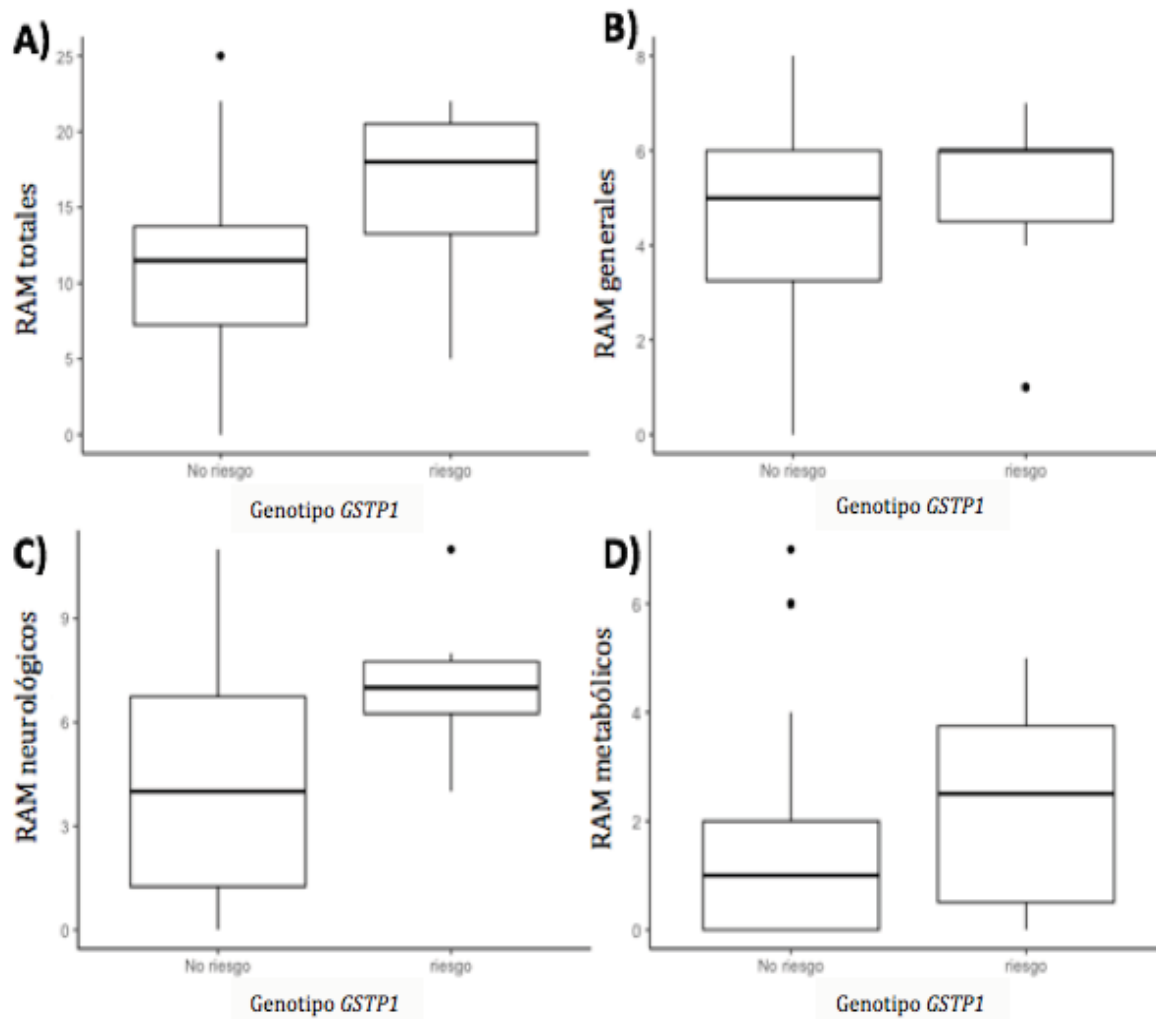 A)
RAM totales
25
20
15
10
5
0
No riesgo riesgo
Genotipo GSTP1
B)
RAM generales
8
6
4
2
0
No riesgo riesgo
Genotipo GSTP1
C)
RAM neurológicos
9
6
3
0
No riesgo riesgo
Genotipo GSTP1
D)
RAM metabólicos
6
4
2
0
No riesgo riesgo
Genotipo GSTP1